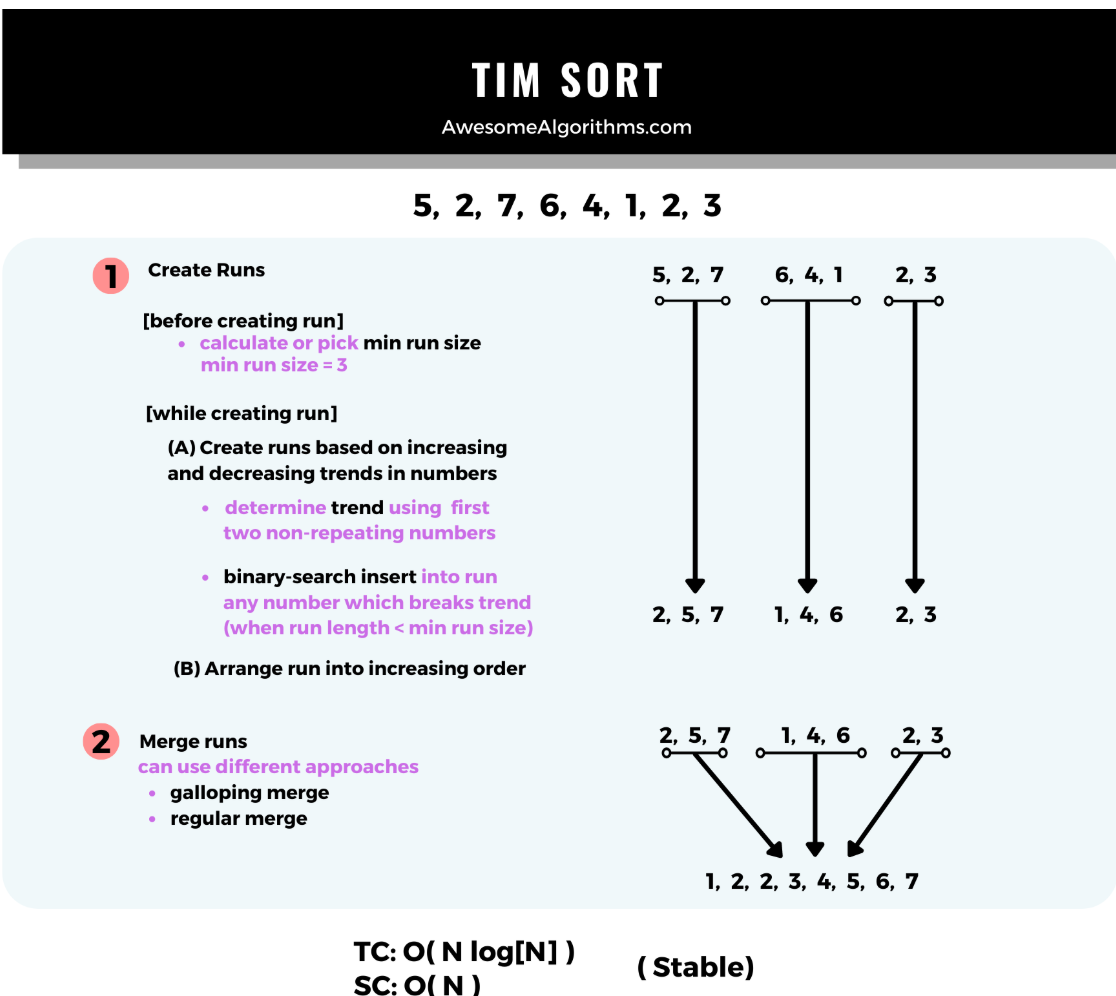 TIM SORT
AwesomeAlgorithms.com
5, 2, 7, 6, 4, 1, 2, 3
1 Create Runs
[before creating run]
• calculate or pick min run size
min run size = 3
[while creating run]
(A) Create runs based on increasing
and decreasing trends in numbers
• determine trend using first
two non-repeating numbers
• binary-search insert into run
any number which breaks trend
(when run length < min run size)
(B) Arrange run into increasing order
5, 2, 7 6, 4, 1 2, 3
2, 5, 7 1, 4, 6 2, 3
2 Merge runs
can use different approaches
• galloping merge
• regular merge
2, 5, 7 1, 4, 6 2, 3
1, 2, 2, 3, 4, 5, 6, 7
TC: O( N log[N] )
SC: O( N )
( Stable)